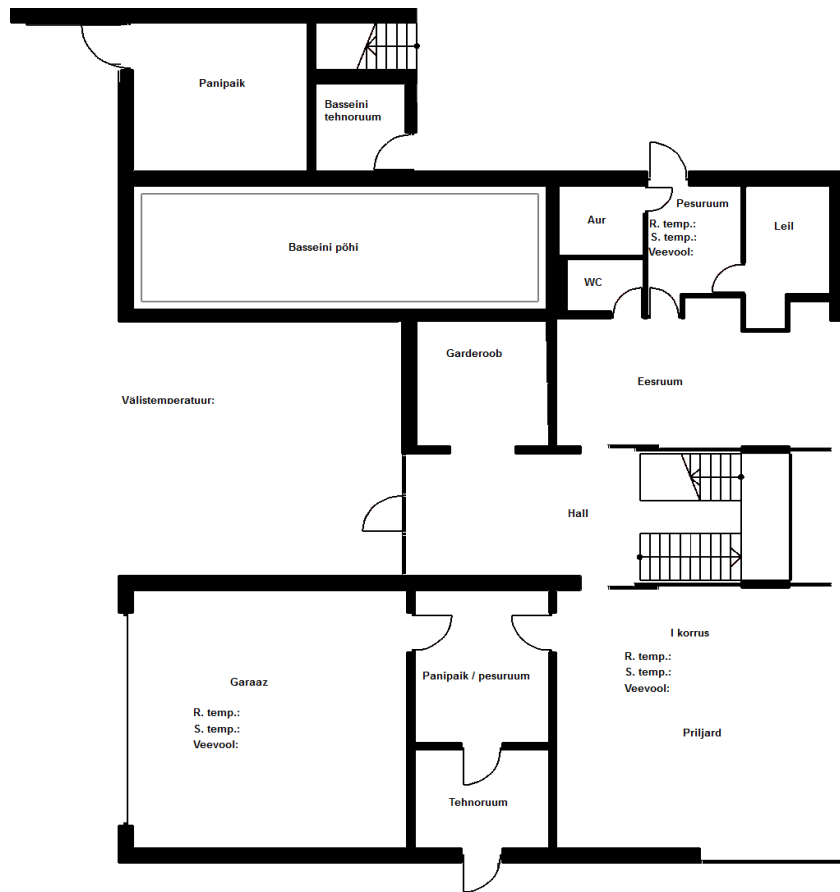 Panipaik
Basseini
tehnoruum
Aur
Pesuruum
R. temp.:
S. temp.:
Veevool:
Leil
Basseini põhi
WC
Garderoob
Eesruum
Välistemperatuur:
Hall
I korrus
R. temp.:
S. temp.:
Veevool:
Garaaz
R. temp.:
S. temp.:
Veevool:
Panipaik / pesuruum
Priljard
Tehnoruum